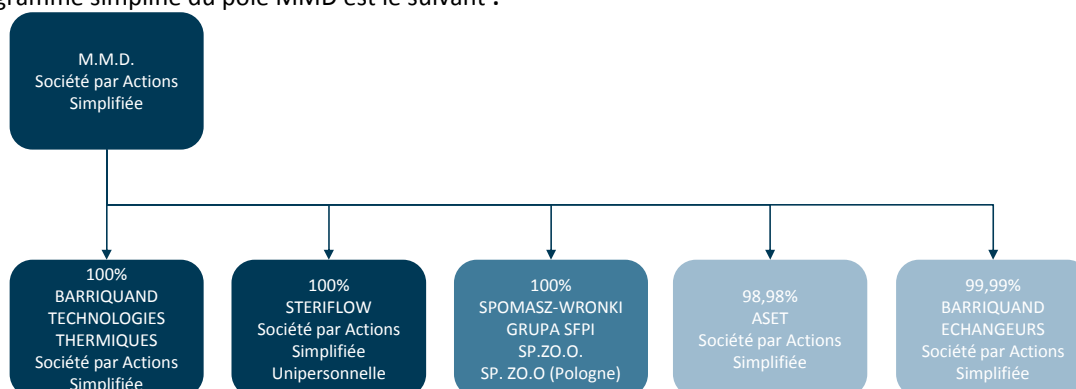 gramme simplifié du pôle MMD est le suivant :
M.M.D.
Société par Actions
Simplifiée
100%
BARRIQUAND
TECHNOLOGIES
THERMIQUES
Société par Actions
Simplifiée
100%
STERIFLOW
Société par Actions
Simplifiée
Unipersonnelle
100%
SPOMASZ-WRONKI
GRUPA SFPI
SP.ZO.O.
SP. ZO.O (Pologne)
98,98%
ASET
Société par Actions
Simplifiée
99,99%
BARRIQUAND
ECHANGEURS
Société par Actions
Simplifiée